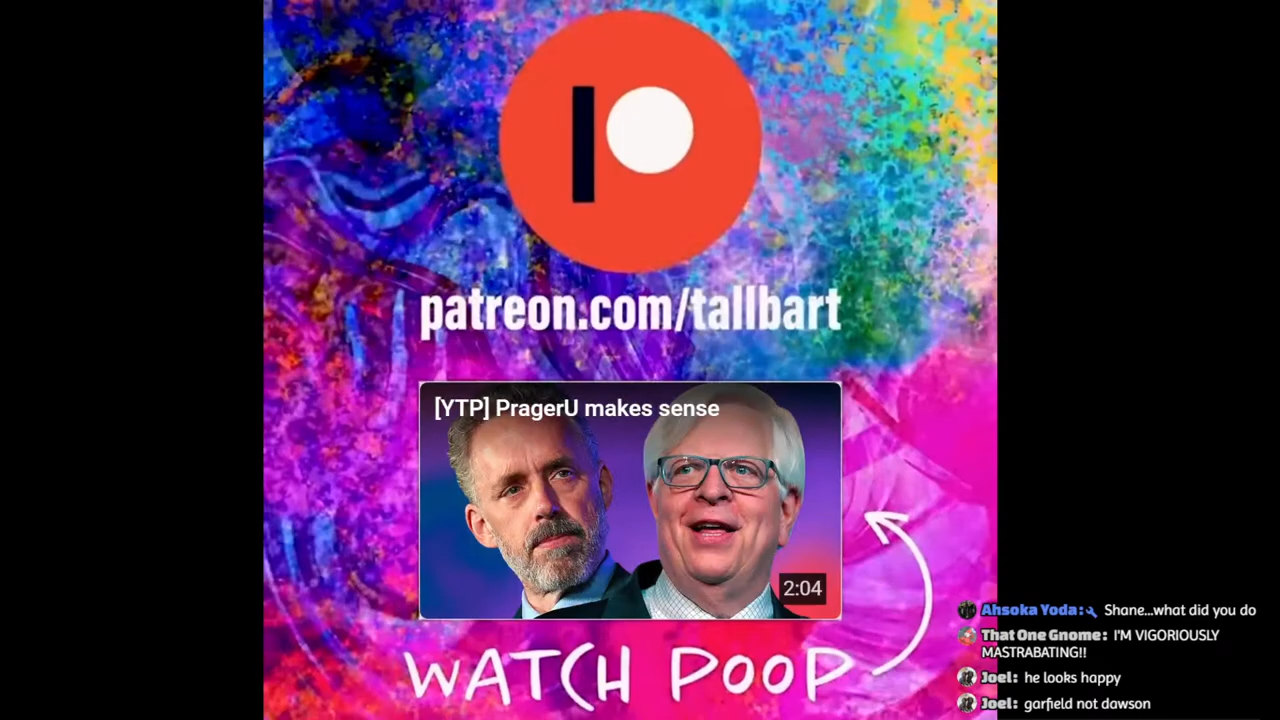 patreon.com/tallbart
[YTP] PragerU makes sense
2:04
WATCH POOP
Ahsoka Yoda: Shane...what did you do
That One Gnome: I'M VIGORIOUSLY
MASTRABATING!!
Joel: he looks happy
Joel: garfield not dawson